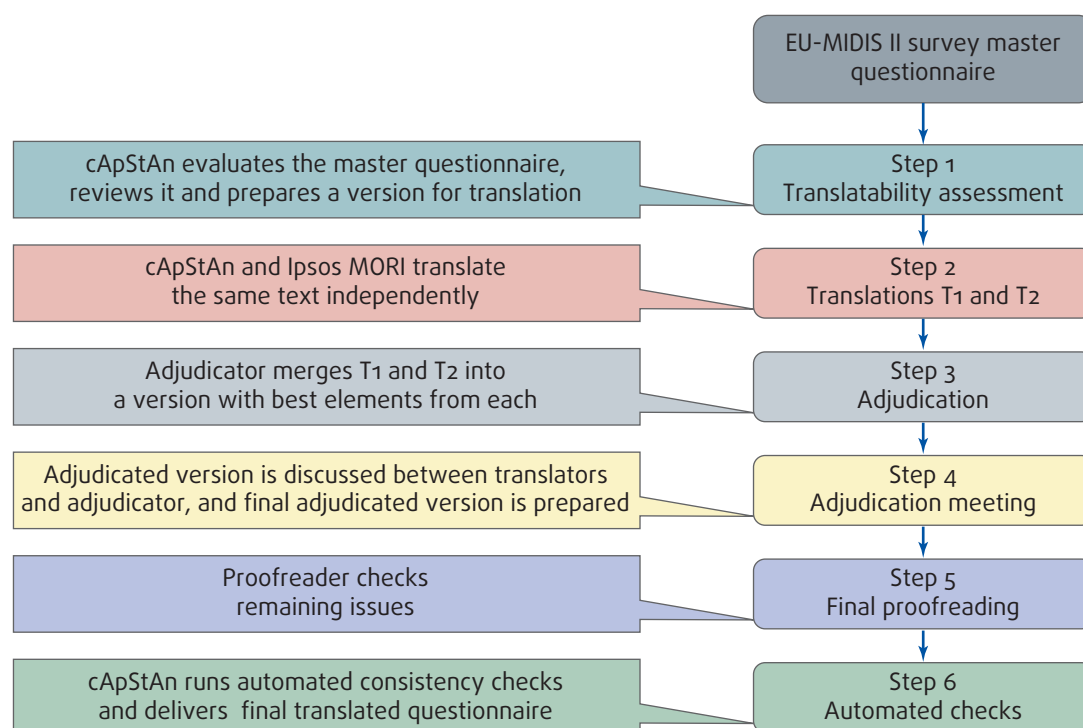 EU-MIDIS II survey master
questionnaire
cApStAn evaluates the master questionnaire,
reviews it and prepares a version for translation
Step 1
Translatability assessment
cApStAn and Ipsos MORI translate
the same text independently
Step 2
Translations T1 and T2
Adjudicator merges T1 and T2 into
a version with best elements from each
Step 3
Adjudication
Adjudicated version is discussed between translators
and adjudicator, and final adjudicated version is prepared
Step 4
Adjudication meeting
Proofreader checks
remaining issues
Step 5
Final proofreading
cApStAn runs automated consistency checks
and delivers final translated questionnaire
Step 6
Automated checks